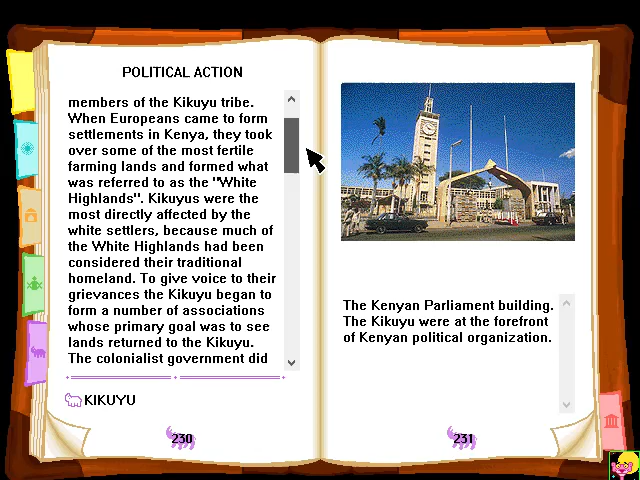 POLITICAL ACTION
members of the Kikuyu tribe.
When Europeans came to form
settlements in Kenya, they took
over some of the most fertile
farming lands and formed what
was referred to as the "White
Highlands". Kikuyus were the
most directly affected by the
white settlers, because much of
the White Highlands had been
considered their traditional
homeland. To give voice to their
grievances the Kikuyu began to
form a number of associations
whose primary goal was to see
lands returned to the Kikuyu.
The colonialist government did
KIKUYU
230
The Kenyan Parliament building.
The Kikuyu were at the forefront
of Kenyan political organization.
231